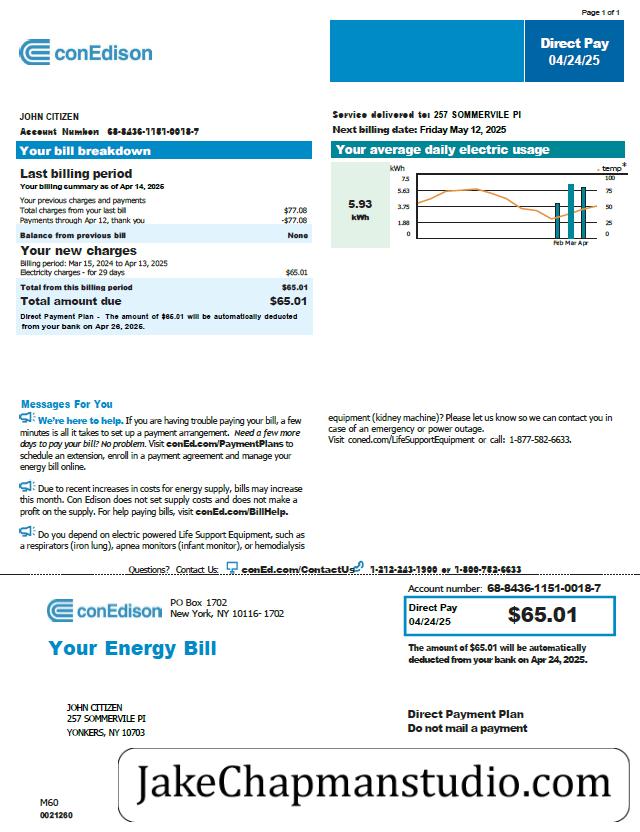 Page 1 of 1
conEdison
Direct Pay
04/24/25
JOHN CITIZEN
Account Number 68-8436-1151-0018-7
Service delivered to: 257 SOMMERVILE PI
Next billing date: Friday May 12, 2025
Your bill breakdown
Last billing period
Your billing summary as of Apr 14, 2025
Your previous charges and payments
Total charges from your last bill $77.08
Payments through Apr 12, thank you -$77.08
Balance from previous bill None
Your new charges
Billing period: Mar 15, 2024 to Apr 13, 2025
Electricity charges - for 29 days $65.01
Total from this billing period $65.01
Total amount due $65.01
Direct Payment Plan - The amount of $65.01 will be automatically deducted
from your bank on Apr 26, 2025.
Your average daily electric usage
5.93
kWh
kWh
temp*
7.5
5.63
3.75
1.88
0
100
75
50
25
0
Feb Mar Apr
Messages For You
We're here to help. If you are having trouble paying your bill, a few
minutes is all it takes to set up a payment arrangement. Need a few more
days to pay your bill? No problem. Visit conEd.com/PaymentPlans to
schedule an extension, enroll in a payment agreement and manage your
energy bill online.
Due to recent increases in costs for energy supply, bills may increase
this month. Con Edison does not set supply costs and does not make a
profit on the supply. For help paying bills, visit conEd.com/BillHelp.
Do you depend on electric powered Life Support Equipment, such as
a respirators (iron lung), apnea monitors (infant monitor), or hemodialysis
equipment (kidney machine)? Please let us know so we can contact you in
case of an emergency or power outage.
Visit coned.com/LifeSupportEquipment or call: 1-877-582-6633.
Questions? Contact Us: conEd.com/ContactUs 1-212-243-1900 or 1-800-752-6633
conEdison
PO Box 1702
New York, NY 10116-1702
Your Energy Bill
Account number: 68-8436-1151-0018-7
Direct Pay
04/24/25
$65.01
The amount of $65.01 will be automatically
deducted from your bank on Apr 24, 2025.
JOHN CITIZEN
257 SOMMERVILE PI
YONKERS, NY 10703
Direct Payment Plan
Do not mail a payment
JakeChapmanstudio.com
M60
0021260